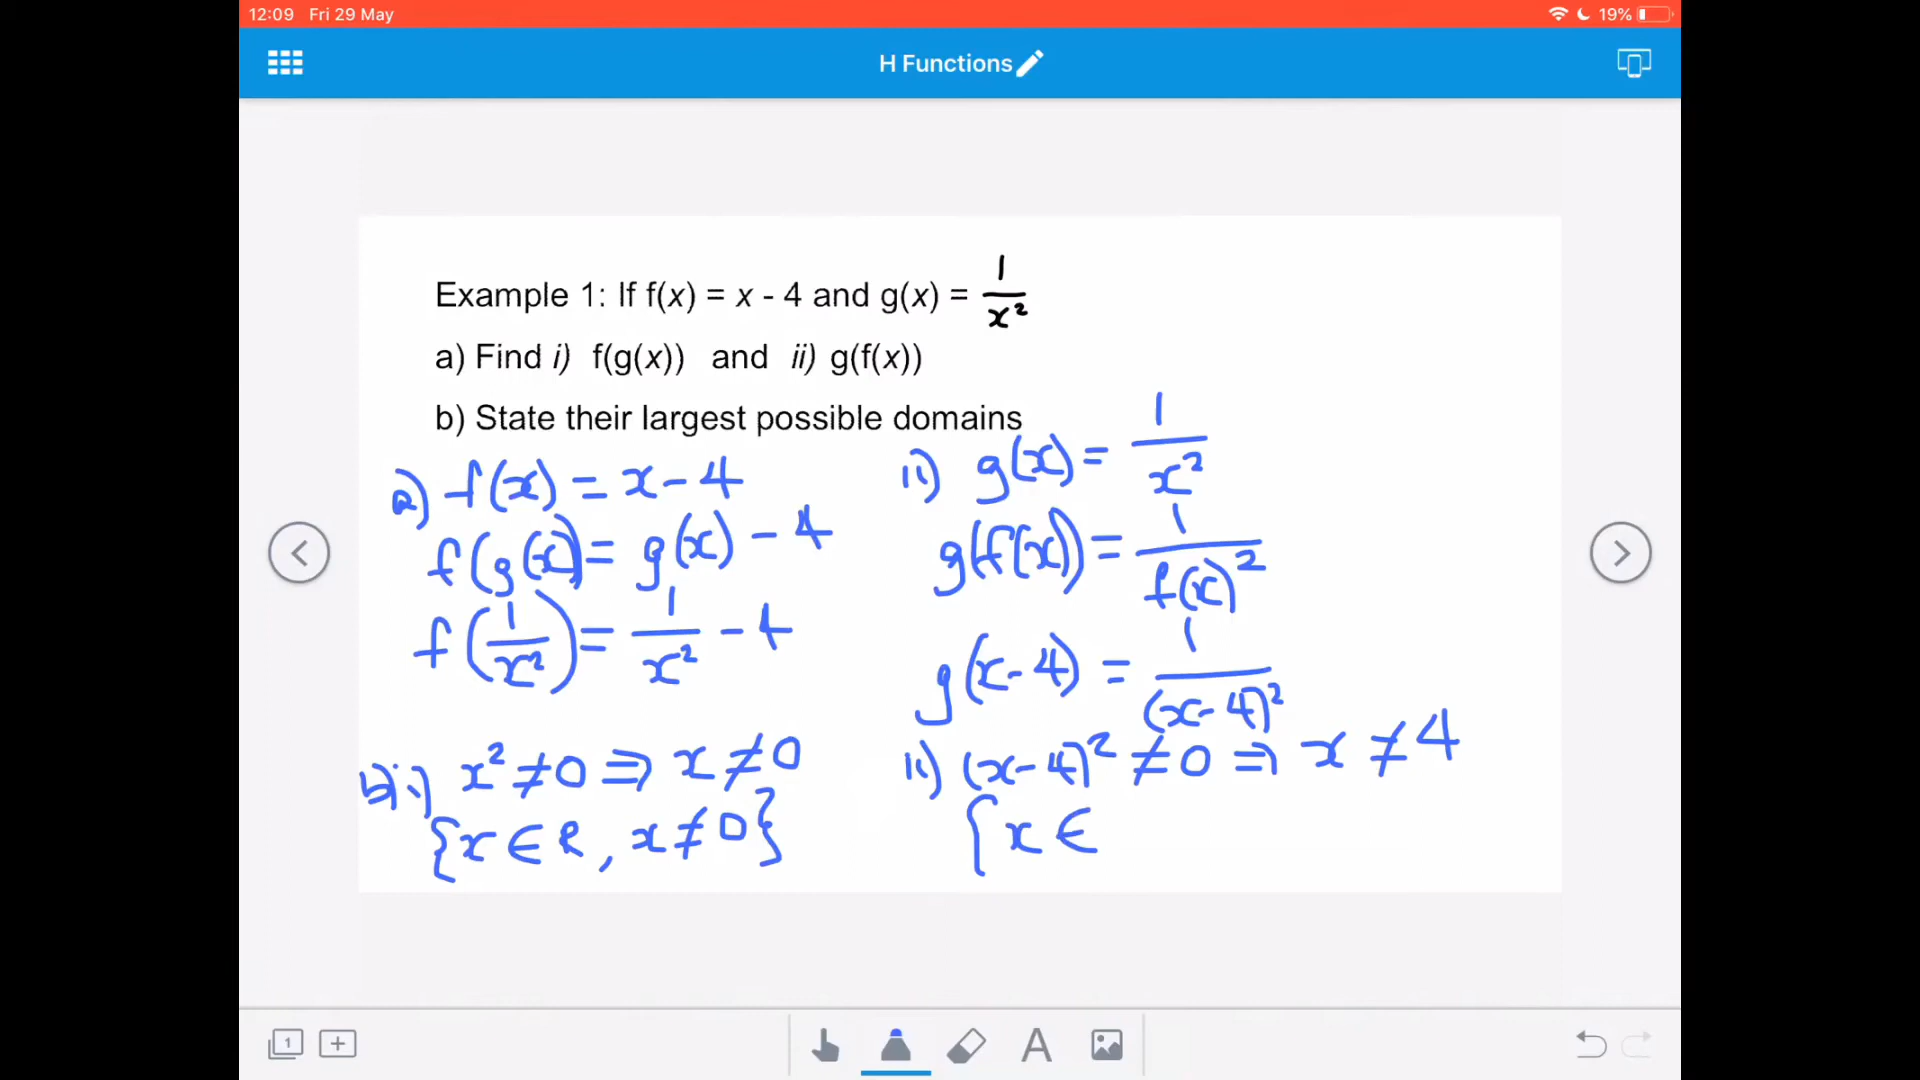 12:09 Fri 29 May 19%
H Functions
Example 1: If f(x) = x - 4 and g(x) = 1/x²
a) Find i) f(g(x)) and ii) g(f(x))
b) State their largest possible domains
a) f(x) = x - 4
f(g(x)) = g(x) - 4
f(1/x²) = 1/x² - 4
ii) g(x) = 1/x²
g(f(x)) = 1/f(x)²
g(x-4) = 1/(x-4)²
b) i) x² ≠ 0 ⇒ x ≠ 0
{x ∈ R, x ≠ 0}
ii) (x-4)² ≠ 0 ⇒ x ≠ 4
{x ∈
1
A